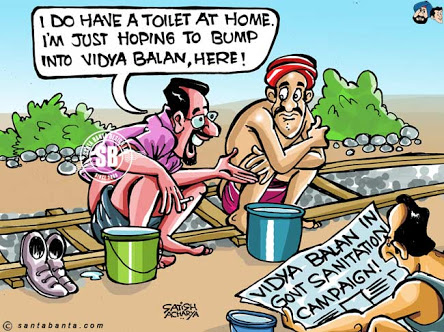 I DO HAVE A TOILET AT HOME.
I'M JUST HOPING TO BUMP
INTO VIDYA BALAN, HERE!
SB
VIDYA BALAN IN
GOVT SANITATION
CAMPAIGN!
SATISH
ACHARYA
© santabanta.com